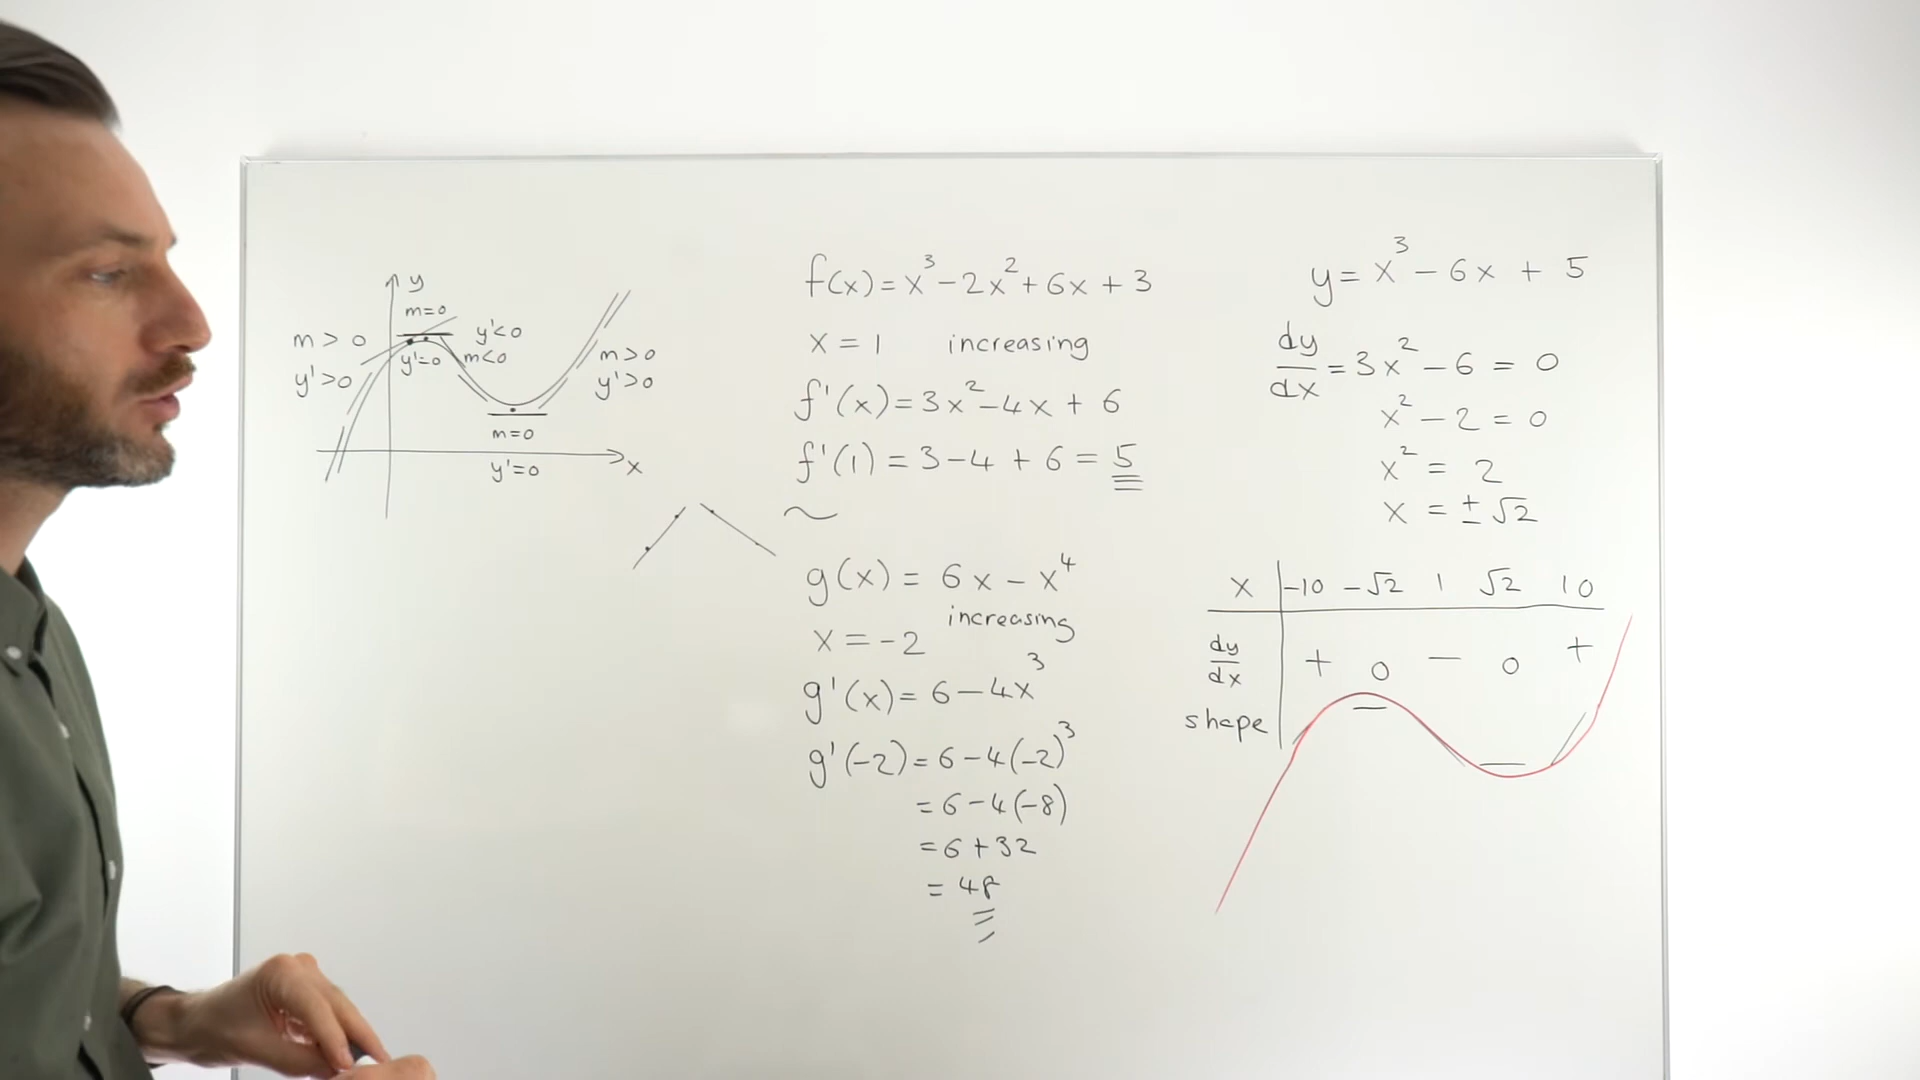 y
m=0
m > 0
y'<0
y'=0
m<0
y'>0
m>0
y'>0
m=0
y'=0
x
f(x) = x³ - 2x² + 6x + 3
x = 1 increasing
f'(x) = 3x² - 4x + 6
f'(1) = 3 - 4 + 6 = 5
~
g(x) = 6x - x⁴
increasing
x = -2
g'(x) = 6 - 4x³
g'(-2) = 6 - 4(-2)³
= 6 - 4(-8)
= 6 + 32
= 48
y = x³ - 6x + 5
dy/dx = 3x² - 6 = 0
x² - 2 = 0
x² = 2
x = ±√2
x -10 -√2 1 √2 10
dy/dx + 0 - 0 +
shape